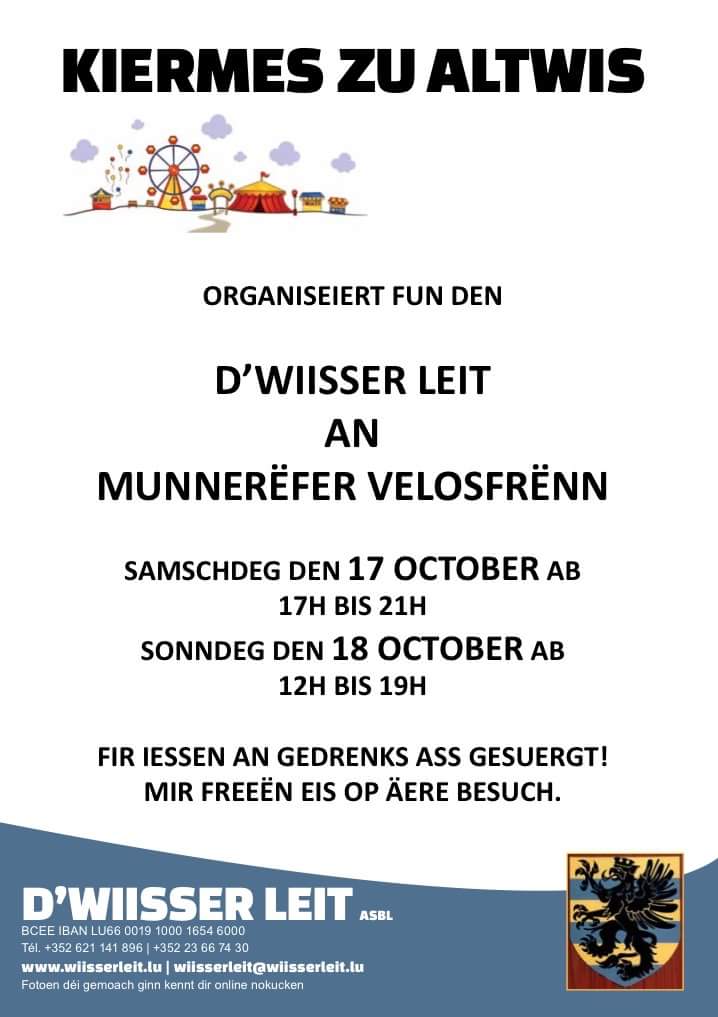 KIERMES ZU ALTWIS
ORGANISEIERT FUN DEN
D'WIISSER LEIT
AN
MUNNERËFER VELOSFRËNN
SAMSCHDEG DEN 17 OCTOBER AB
17H BIS 21H
SONNDEG DEN 18 OCTOBER AB
12H BIS 19H
FIR IESSEN AN GEDRENKS ASS GESUERGT!
MIR FREEËN EIS OP ÄERE BESUCH.
D'WIISSER LEIT ASBL
BCEE IBAN LU66 0019 1000 1654 6000
Tél. +352 621 141 896 | +352 23 66 74 30
www.wiisserleit.lu | wiisserleit@wiisserleit.lu
Fotoen déi gemoach ginn kennt dir online nokucken